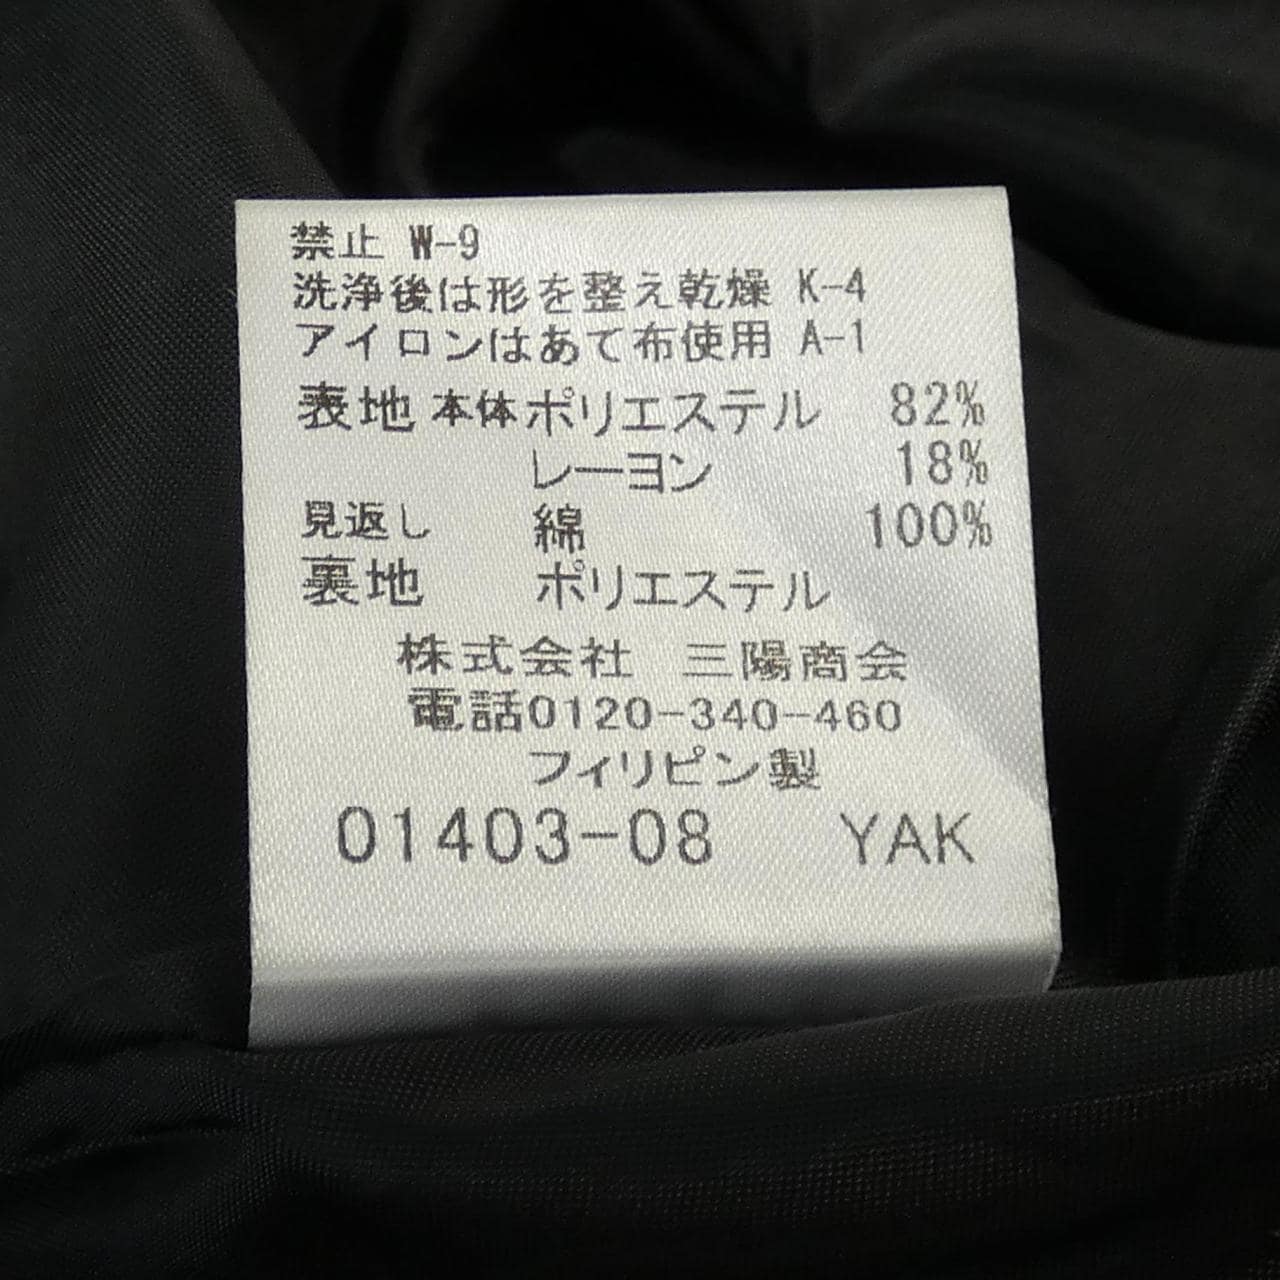 禁止 W-9
洗浄後は形を整え乾燥 K-4
アイロンはあて布使用 A-1
表地 本体ポリエステル 82%
レーヨン 18%
見返し 綿 100%
裏地 ポリエステル
株式会社 三陽商会
電話0120-340-460
フィリピン製
01403-08 YAK